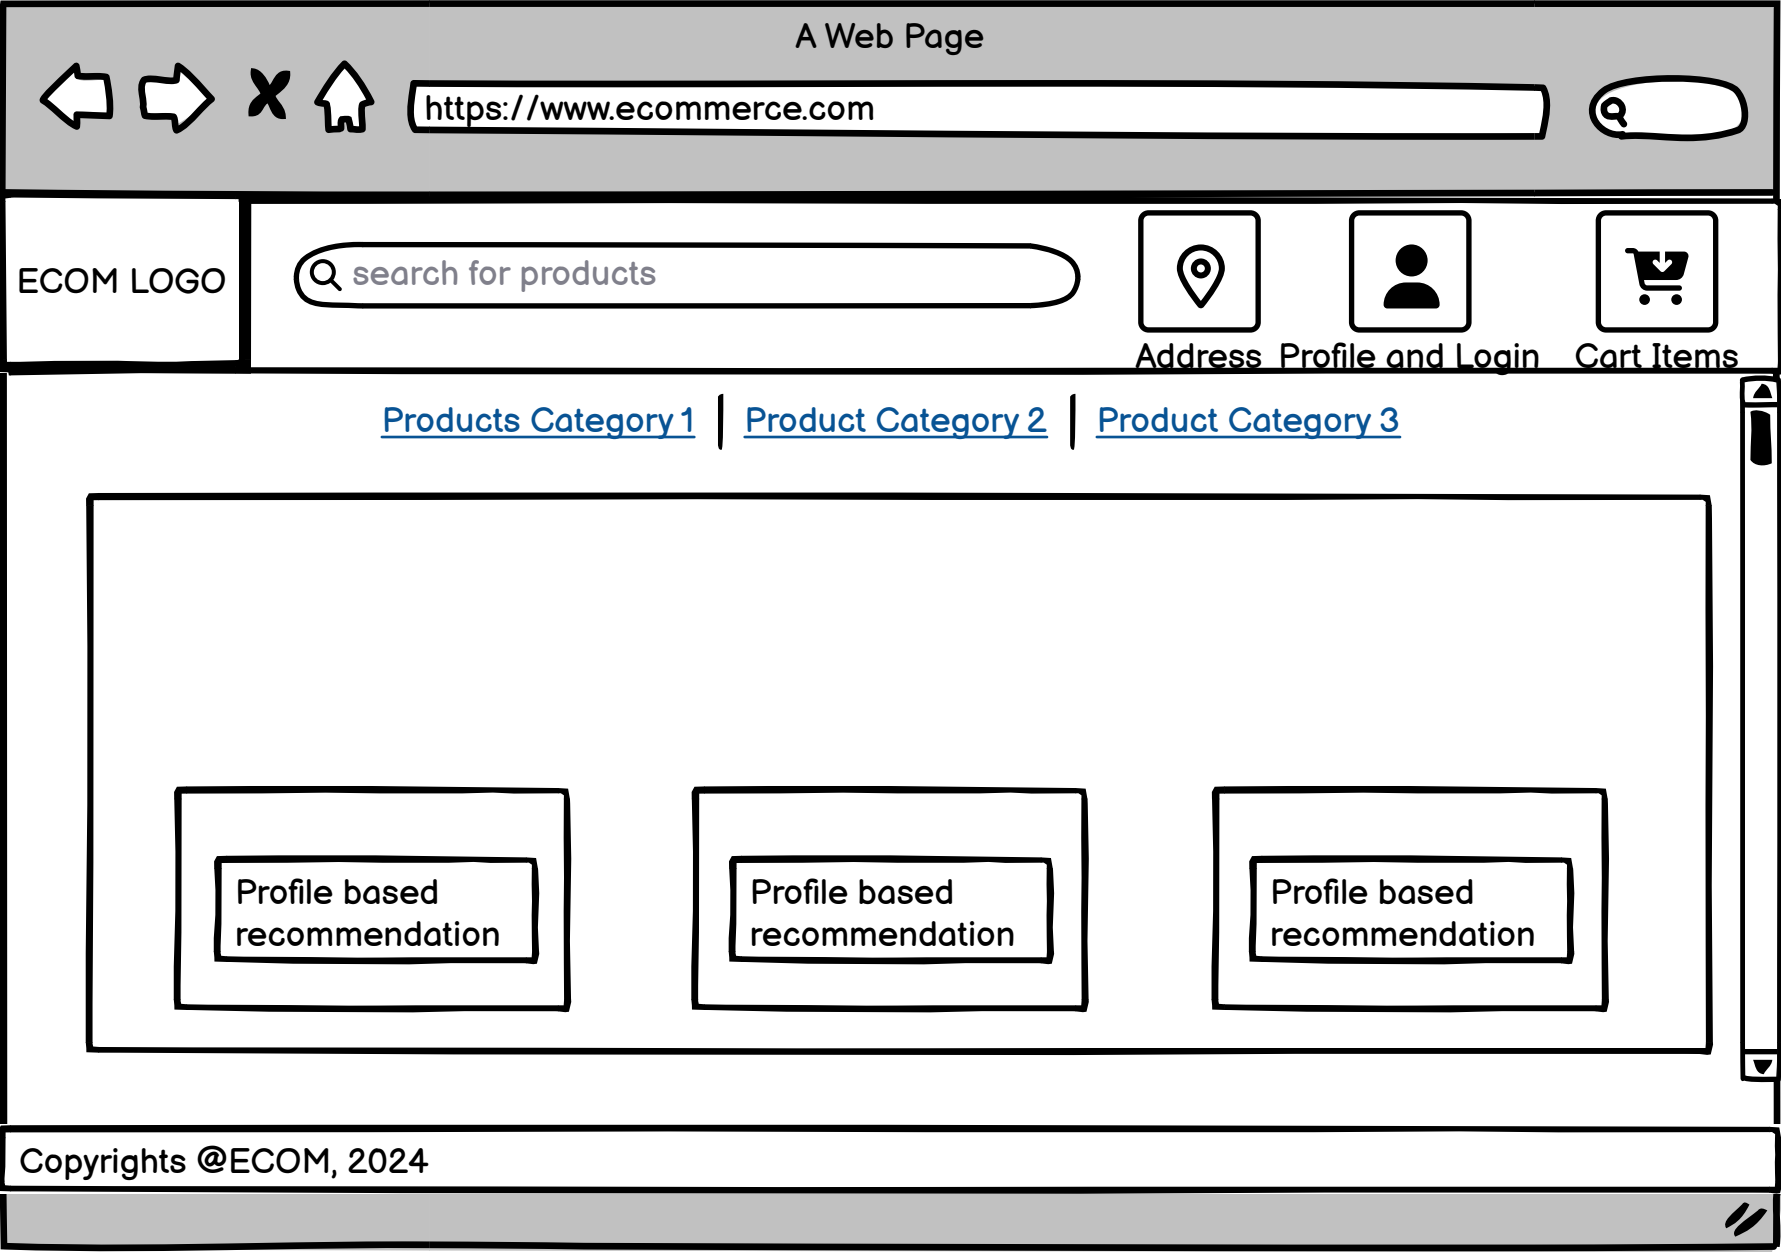 A Web Page
https://www.ecommerce.com
ECOM LOGO
search for products
Address
Profile and Login
Cart Items
Products Category 1
Product Category 2
Product Category 3
Profile based
recommendation
Profile based
recommendation
Profile based
recommendation
Copyrights @ECOM, 2024